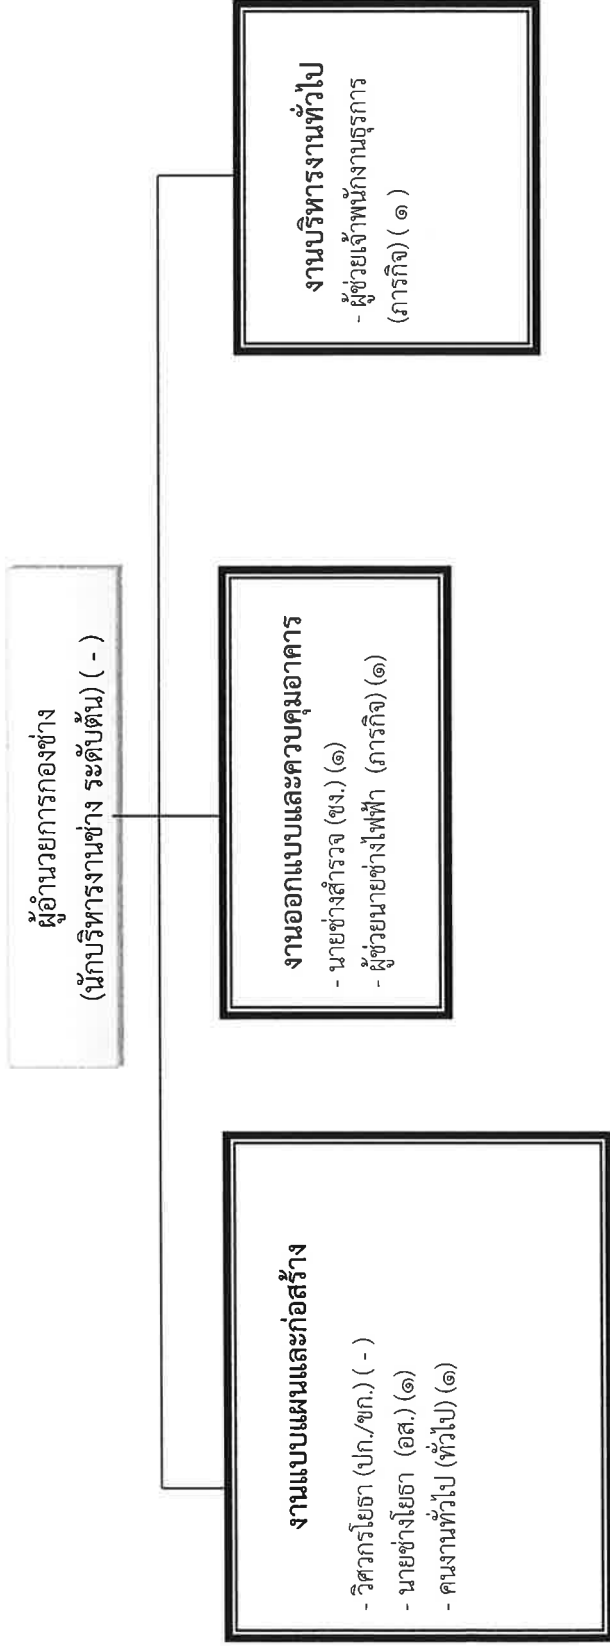 ผู้อำนวยการกองช่าง
(นักบริหารงานช่าง ระดับต้น) ( - )
งานแบบแผนและก่อสร้าง
- วิศวกรโยธา (ปก./ชก.) ( - )
- นายช่างโยธา (อส.) (๑)
- คนงานทั่วไป (ทั่วไป) (๑)
งานออกแบบและควบคุมอาคาร
- นายช่างสำรวจ (ชง.) (๑)
- ผู้ช่วยนายช่างไฟฟ้า (ภารกิจ) (๑)
งานบริหารงานทั่วไป
- ผู้ช่วยเจ้าพนักงานธุรการ
(ภารกิจ) ( ๑ )